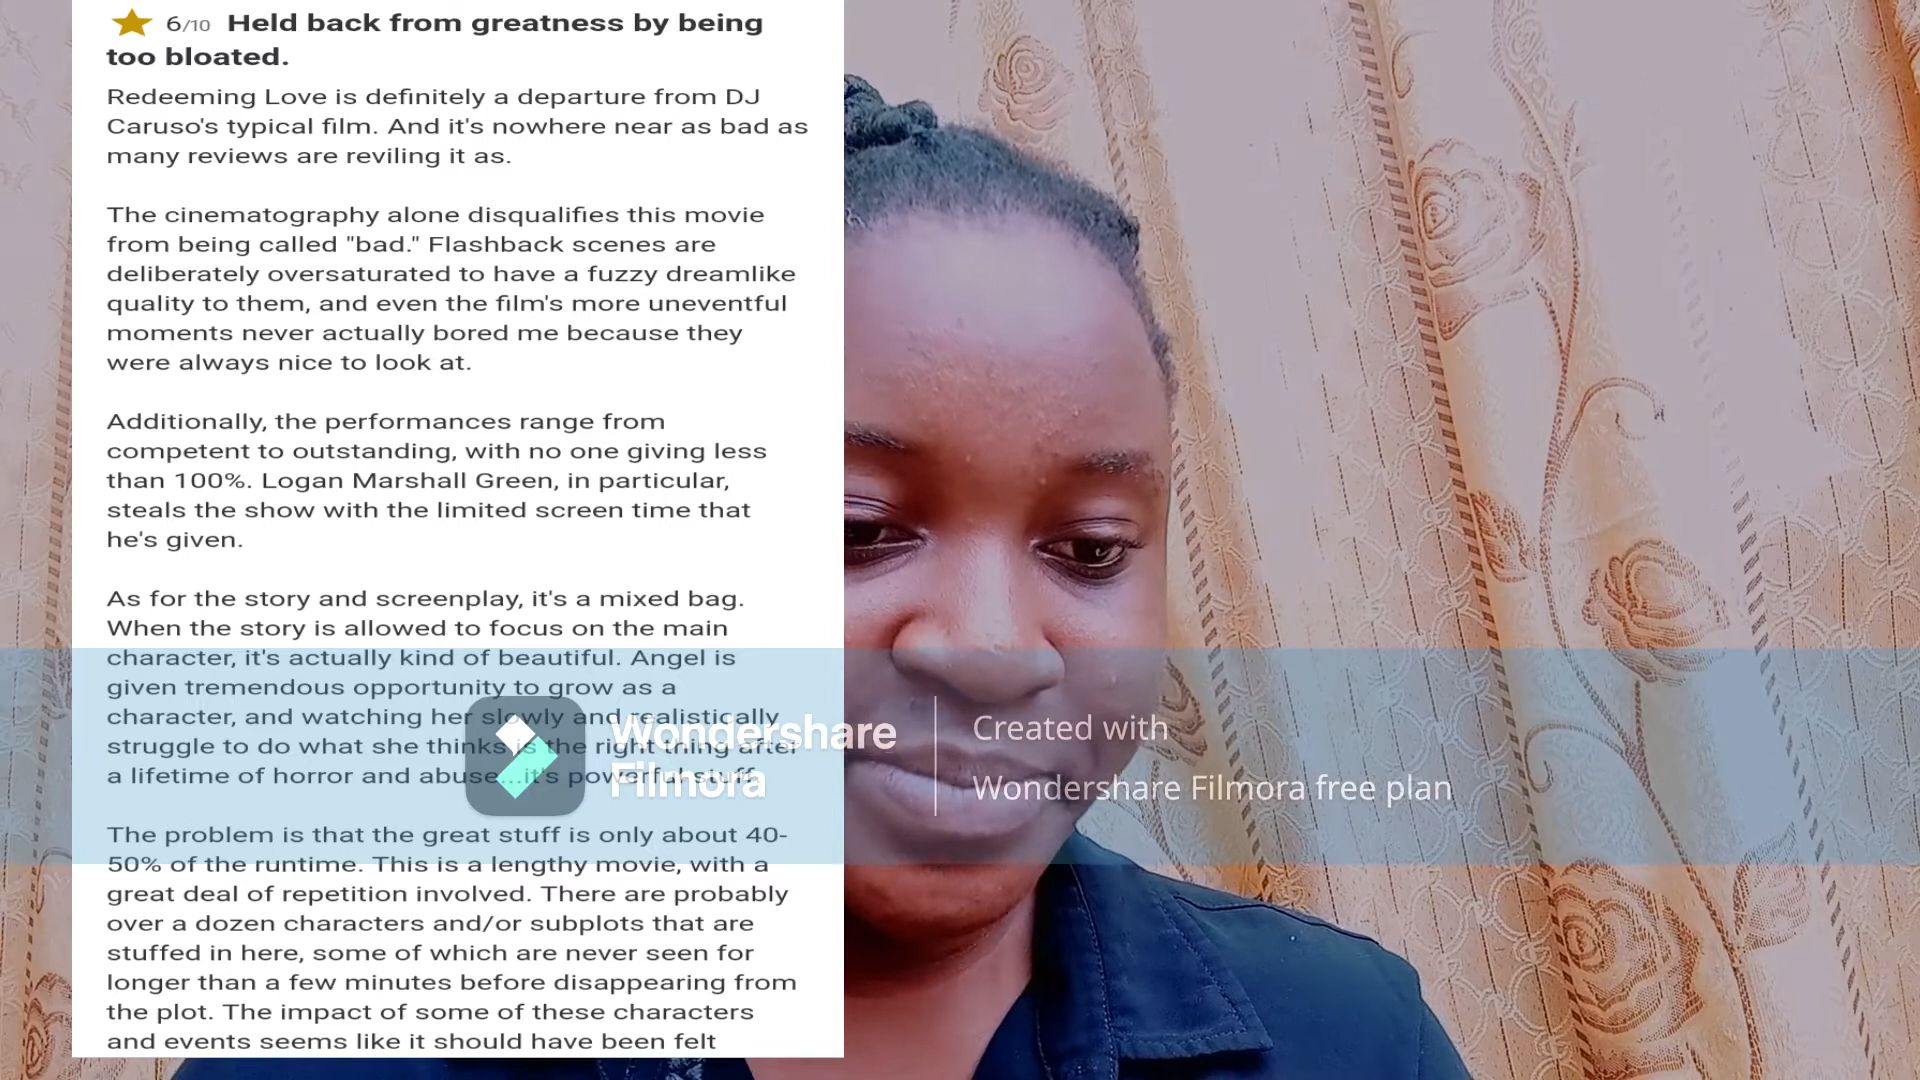 6/10 Held back from greatness by being
too bloated.
Redeeming Love is definitely a departure from DJ
Caruso's typical film. And it's nowhere near as bad as
many reviews are reviling it as.
The cinematography alone disqualifies this movie
from being called "bad." Flashback scenes are
deliberately oversaturated to have a fuzzy dreamlike
quality to them, and even the film's more uneventful
moments never actually bored me because they
were always nice to look at.
Additionally, the performances range from
competent to outstanding, with no one giving less
than 100%. Logan Marshall Green, in particular,
steals the show with the limited screen time that
he's given.
As for the story and screenplay, it's a mixed bag.
When the story is allowed to focus on the main
character, it's actually kind of beautiful. Angel is
given tremendous opportunity to grow as a
character, and watching her slowly and realistically
struggle to do what she thinks is the right thing after
a lifetime of horror and abuse...it's powerful stuff.
The problem is that the great stuff is only about 40-
50% of the runtime. This is a lengthy movie, with a
great deal of repetition involved. There are probably
over a dozen characters and/or subplots that are
stuffed in here, some of which are never seen for
longer than a few minutes before disappearing from
the plot. The impact of some of these characters
and events seems like it should have been felt
Wondershare
Filmora
Created with
Wondershare Filmora free plan